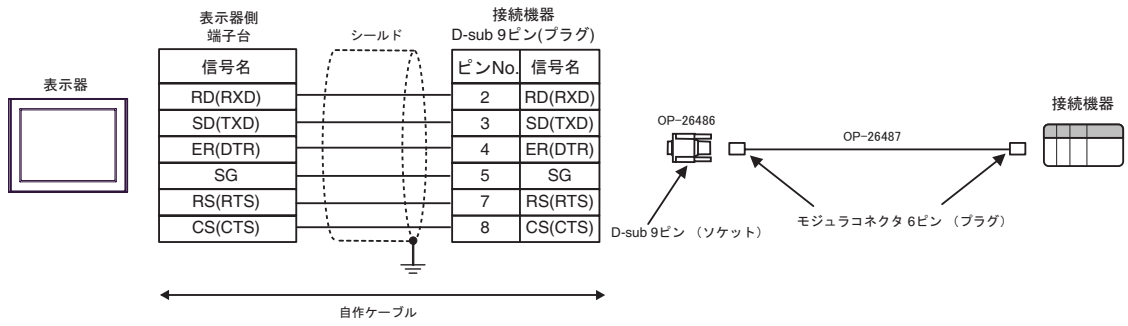 表示器
表示器側
端子台
シールド
接続機器
D-sub 9ピン(プラグ)
信号名 ピンNo. 信号名
RD(RXD) 2 RD(RXD)
SD(TXD) 3 SD(TXD)
ER(DTR) 4 ER(DTR)
SG 5 SG
RS(RTS) 7 RS(RTS)
CS(CTS) 8 CS(CTS)
自作ケーブル
OP-26486
OP-26487
接続機器
D-sub 9ピン (ソケット)
モジュラコネクタ 6ピン (プラグ)